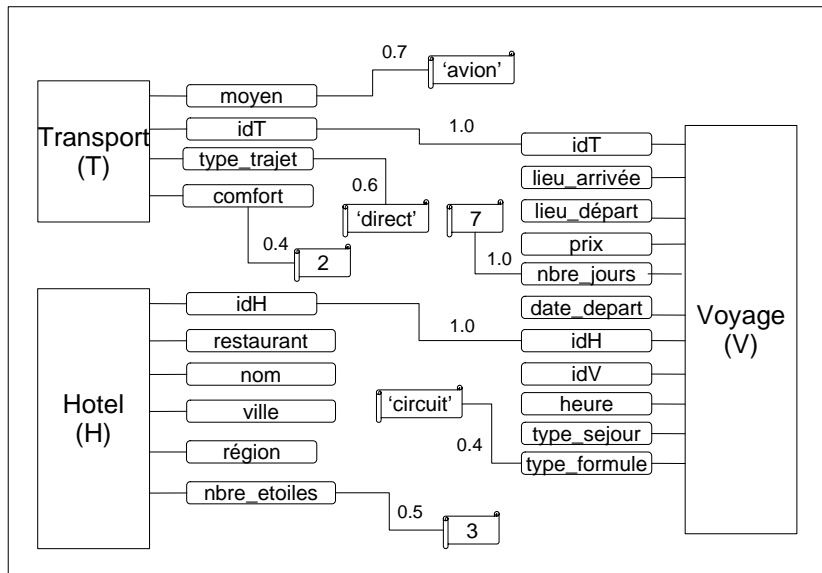 0.7
‘avion’
moyen
Transport
(T)
idT
1.0
idT
type_trajet
lieu_arrivée
0.6
comfort
‘direct’
7
lieu_départ
0.4
2
prix
1.0
nbre_jours
idH
date_depart
Voyage
(V)
1.0
idH
restaurant
nom
idV
Hotel
(H)
ville
‘circuit’
heure
0.4
type_sejour
région
type_formule
nbre_etoiles
0.5
3